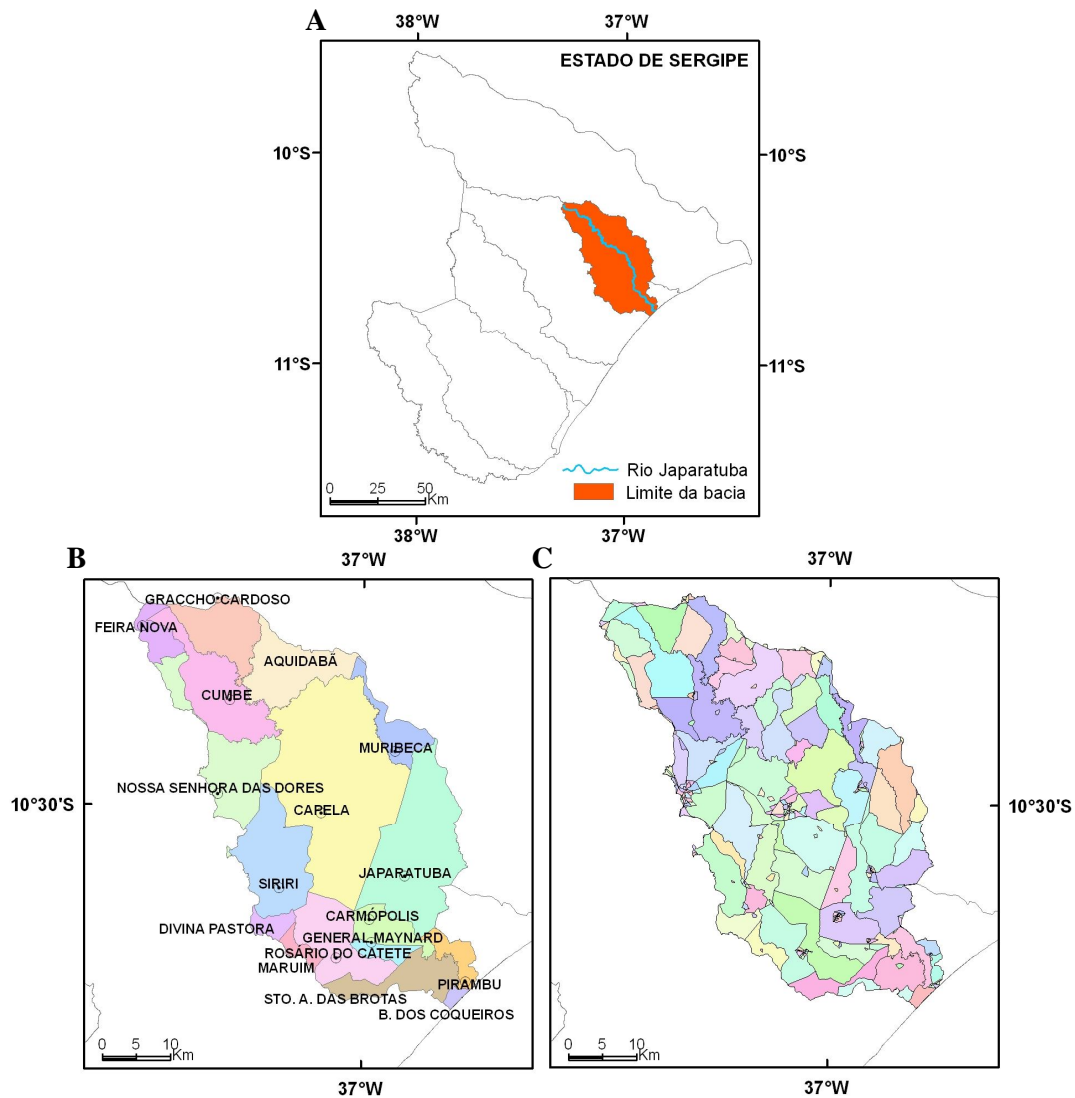 A
38°W 37°W
ESTADO DE SERGIPE
10°S 10°S
11°S 11°S
Rio Japaratuba
Limite da bacia
0 25 50
Km
38°W 37°W
B
37°W
GRACCHO CARDOSO
FEIRA NOVA
AQUIDABÃ
CUMBE
MURIBECA
NOSSA SENHORA DAS DORES
10°30'S
CAPELA
JAPARATUBA
SIRIRI
CARMÓPOLIS
DIVINA PASTORA
GENERAL MAYNARD
ROSÁRIO DO CATETE
MARUIM
PIRAMBU
STO. A. DAS BROTAS
B. DOS COQUEIROS
0 5 10
Km
37°W
C
37°W
10°30'S
0 5 10
Km
37°W